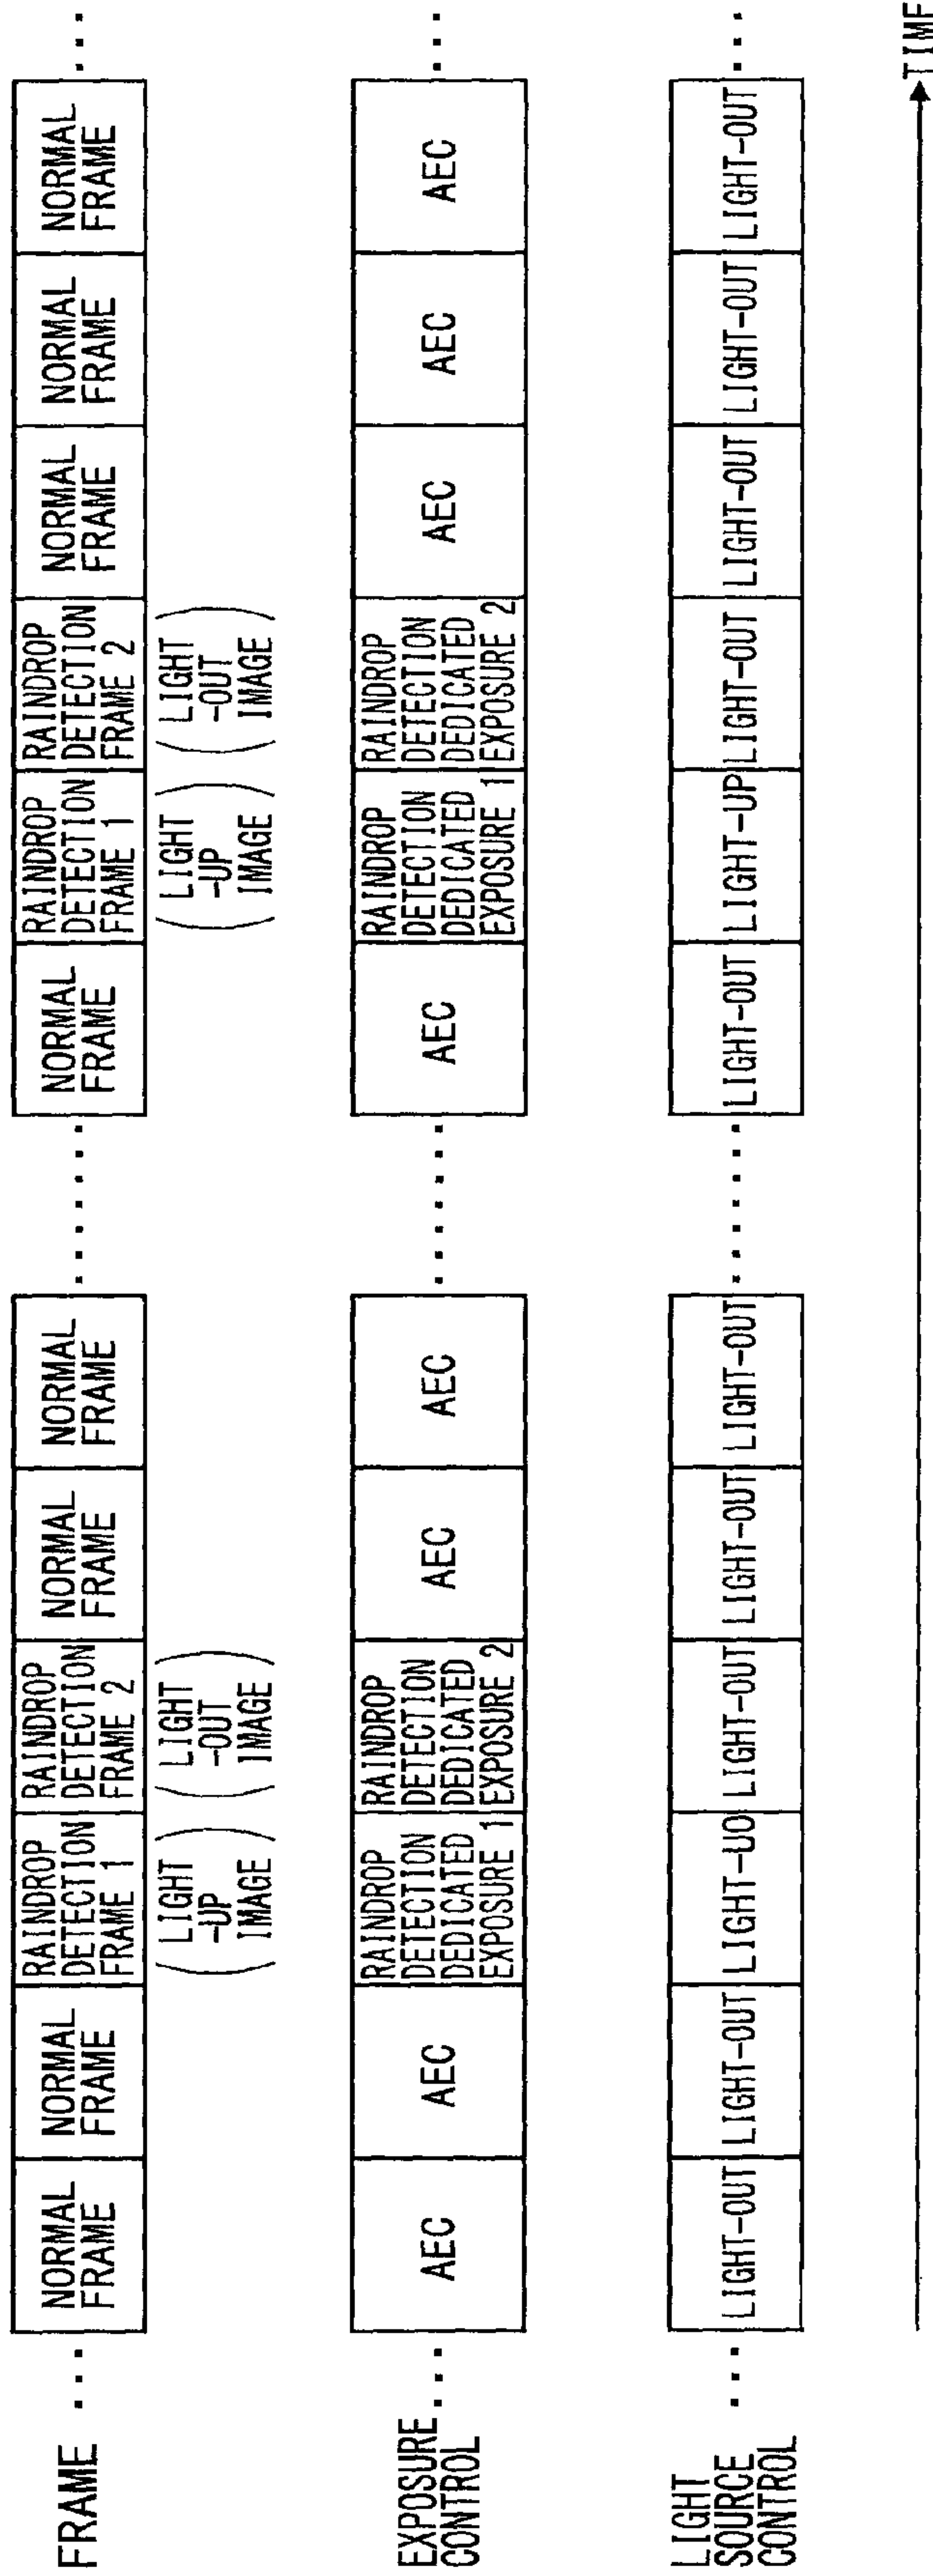 FRAME ...
NORMAL
FRAME
NORMAL
FRAME
RAINDROP
DETECTION
FRAME 1
RAINDROP
DETECTION
FRAME 2
NORMAL
FRAME
NORMAL
FRAME
.......
NORMAL
FRAME
RAINDROP
DETECTION
FRAME 1
RAINDROP
DETECTION
FRAME 2
NORMAL
FRAME
NORMAL
FRAME
NORMAL
FRAME
...
(LIGHT
-UP
IMAGE)
(LIGHT
-OUT
IMAGE)
(LIGHT
-UP
IMAGE)
(LIGHT
-OUT
IMAGE)
EXPOSURE
CONTROL
...
AEC
AEC
RAINDROP
DETECTION
DEDICATED
EXPOSURE 1
RAINDROP
DETECTION
DEDICATED
EXPOSURE 2
AEC
AEC
.......
AEC
RAINDROP
DETECTION
DEDICATED
EXPOSURE 1
RAINDROP
DETECTION
DEDICATED
EXPOSURE 2
AEC
AEC
AEC
...
LIGHT
SOURCE
CONTROL
...
LIGHT-OUT
LIGHT-OUT
LIGHT-UO
LIGHT-OUT
LIGHT-OUT
LIGHT-OUT
.......
LIGHT-OUT
LIGHT-UP
LIGHT-OUT
LIGHT-OUT
LIGHT-OUT
LIGHT-OUT
...
TIME